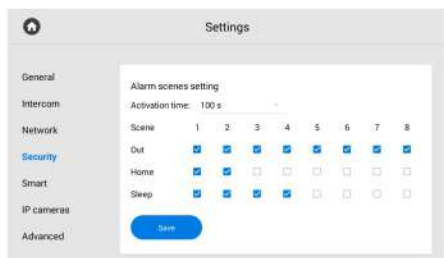 Settings
General
Intercom
Network
Security
Smart
IP cameras
Advanced
Alarm scenes setting
Activation time: 100 s
Scene 1 2 3 4 5 6 7 8
Out
Home
Sleep
Save